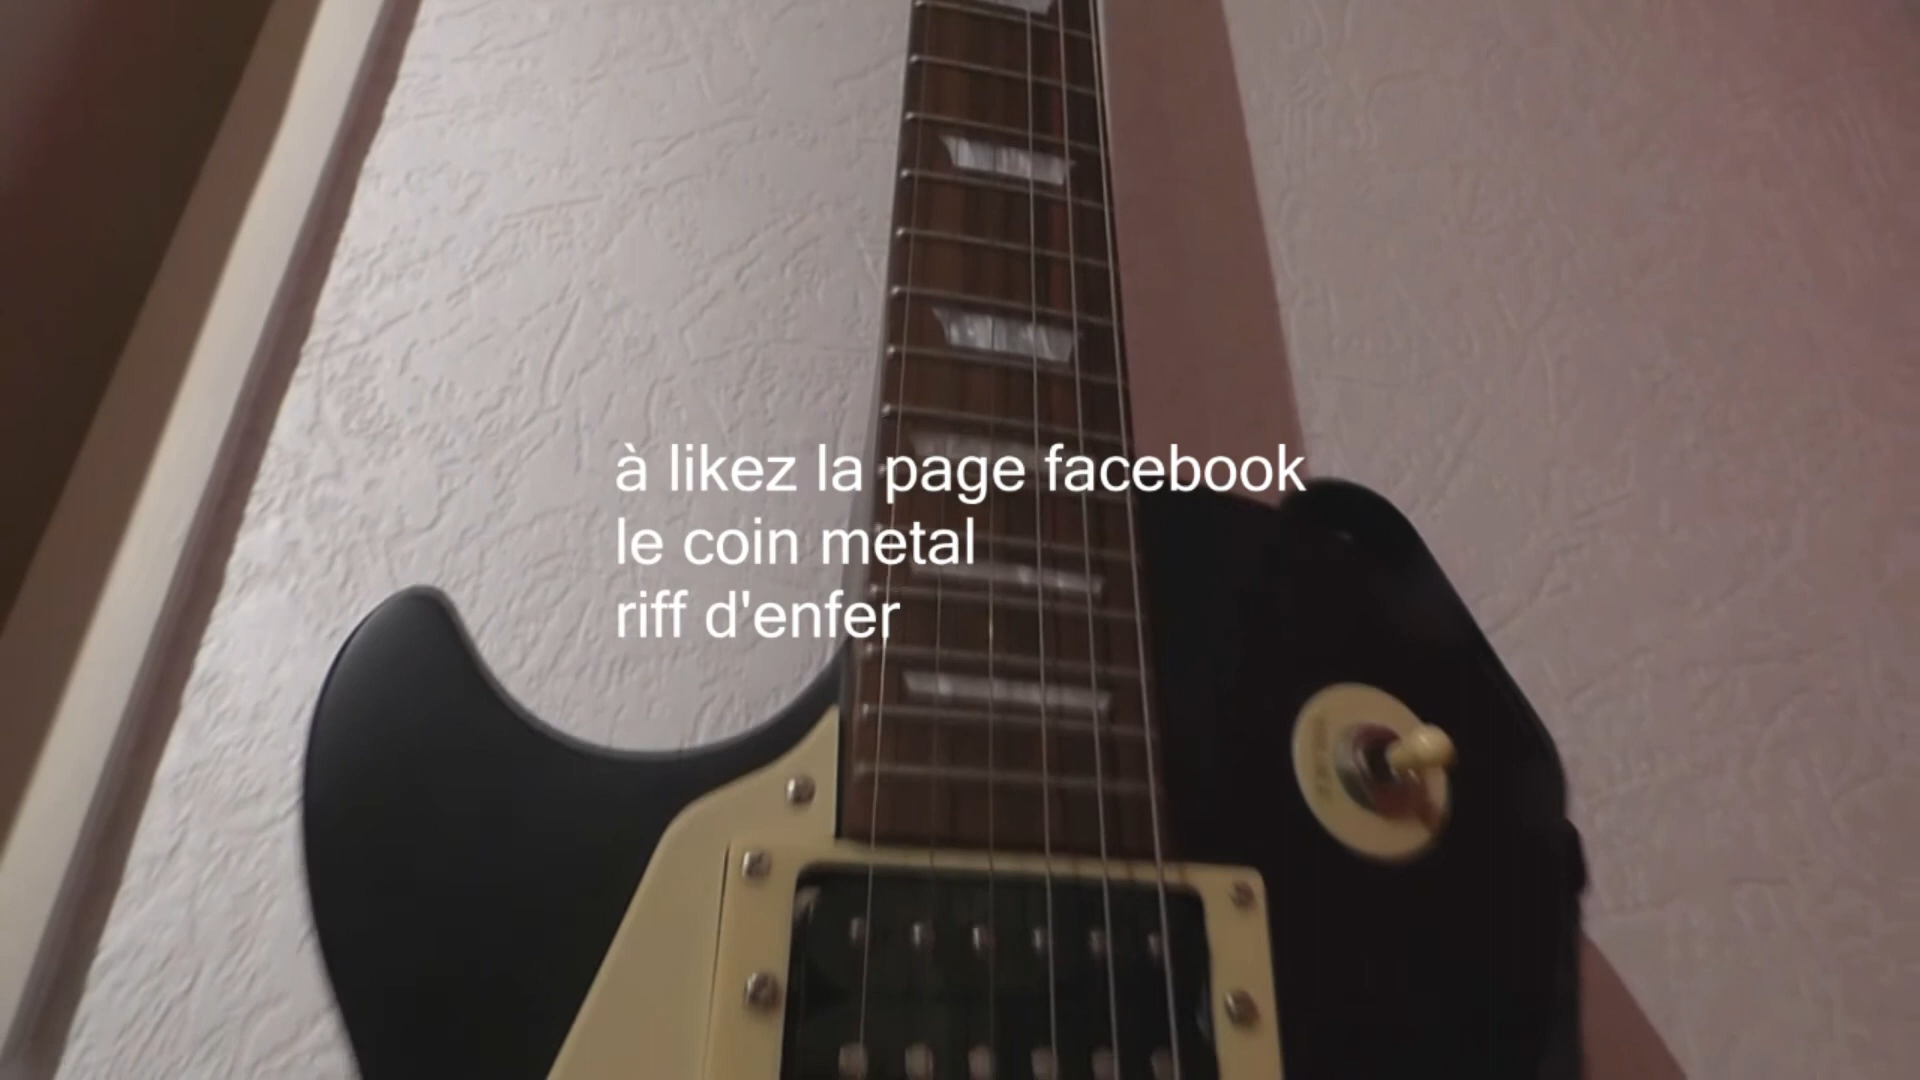 à likez la page facebook
le coin metal
riff d'enfer